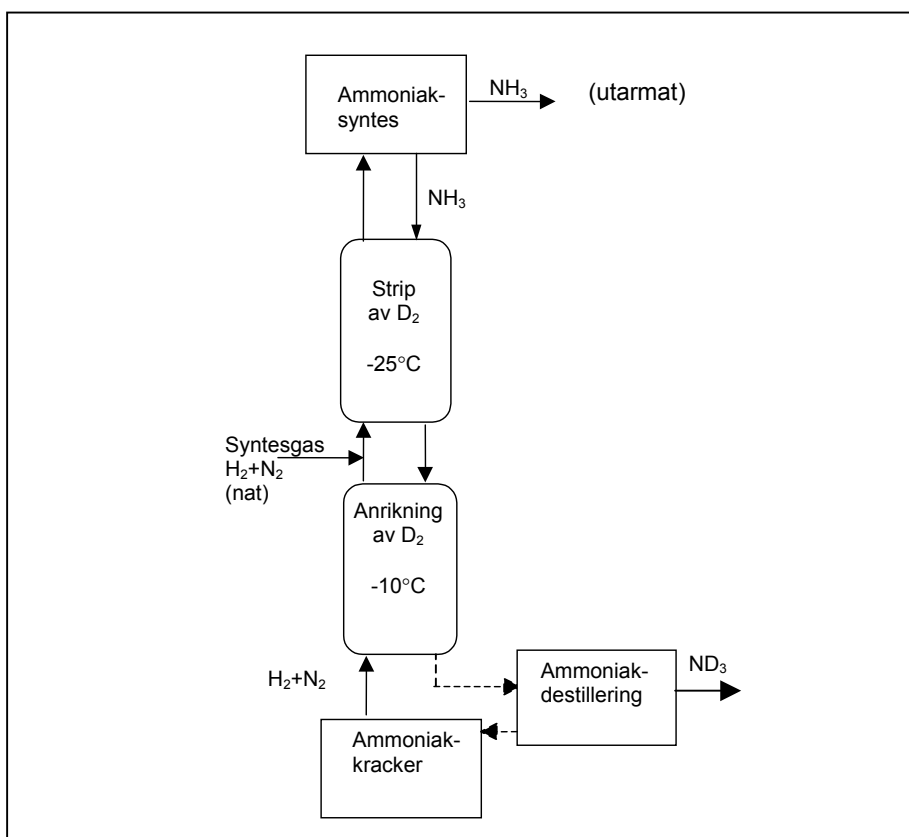 Ammoniak-
syntes
NH₃
(utarmat)
NH₃
Strip
av D₂
-25°C
Syntesgas
H₂+N₂
(nat)
Anrikning
av D₂
-10°C
H₂+N₂
Ammoniak-
destillering
ND₃
Ammoniak-
kracker